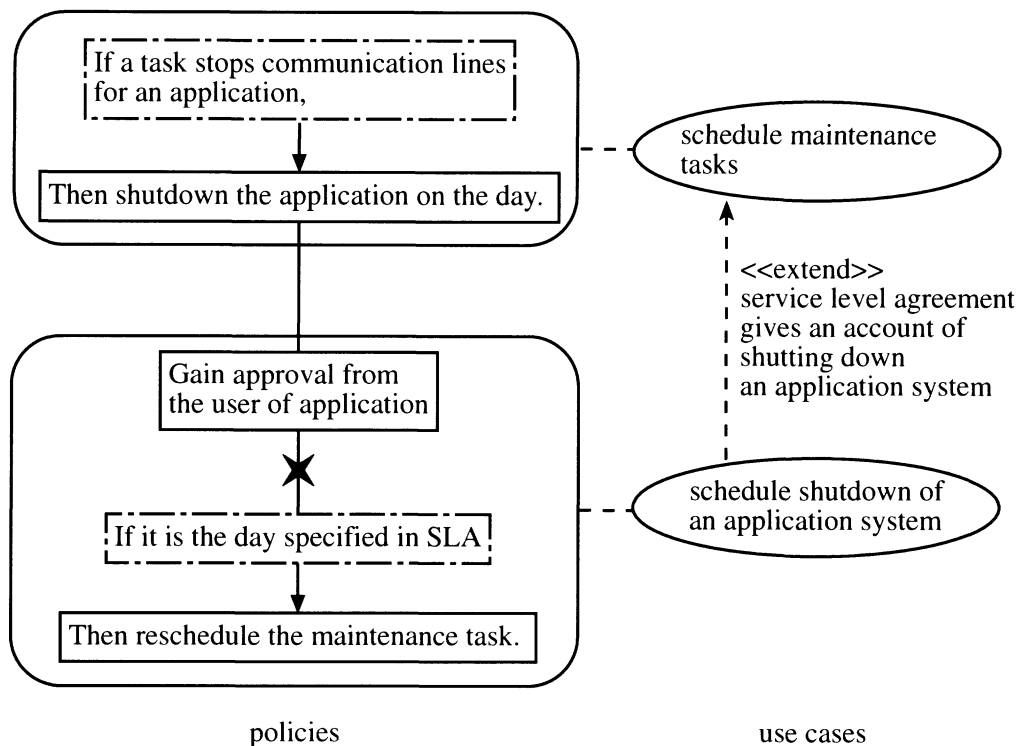 If a task stops communication lines
for an application,
Then shutdown the application on the day.
schedule maintenance
tasks
<<extend>>
service level agreement
gives an account of
shutting down
an application system
Gain approval from
the user of application
If it is the day specified in SLA
Then reschedule the maintenance task.
schedule shutdown of
an application system
policies
use cases